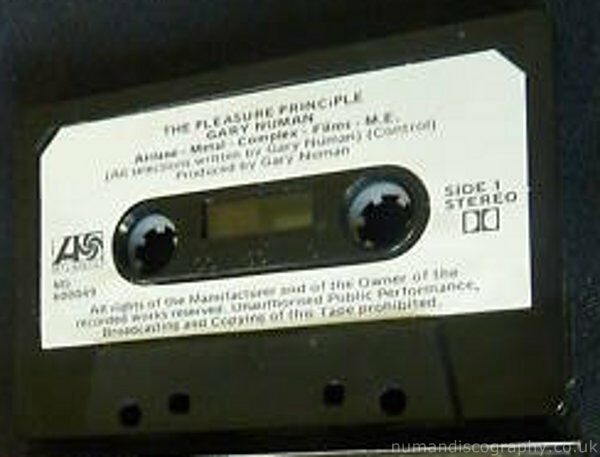 THE PLEASURE PRINCIPLE
GARY NUMAN
Airlane - Metal - Complex - Films - M.E.
(All selections written by Gary Numan) (Control)
Produced by Gary Numan
SIDE 1
STEREO
All rights of the Manufacturer and of the Owner of the
recorded works reserved. Unauthorised Public Performance,
Broadcasting and Copying of this Tape prohibited.
numandiscography.co.uk